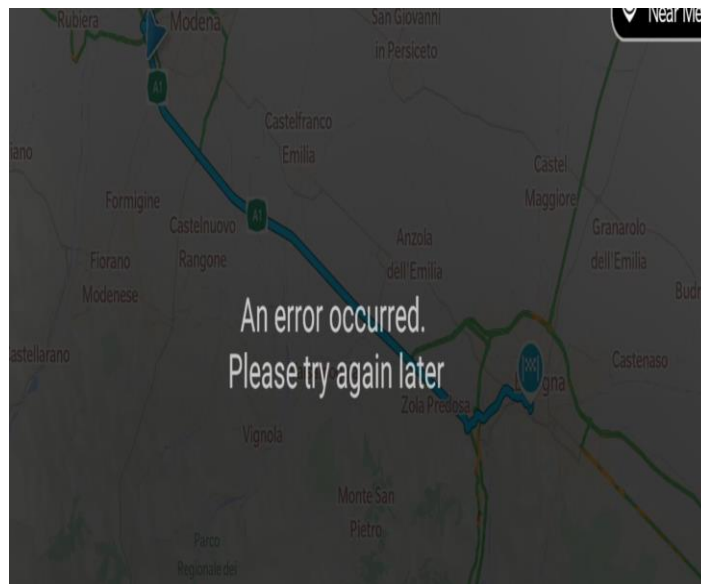 Near Me
Rubiera
Modena
San Giovanni
in Persiceto
A1
Castelfranco
Emilia
Castel
Maggiore
Formigine
Castelnuovo
Rangone
A1
Anzola
dell'Emilia
Granarolo
dell'Emilia
Fiorano
Modenese
An error occurred.
Please try again later
Castenaso
Zola Predosa
Vignola
Monte San
Pietro
Parco
Regionale dei